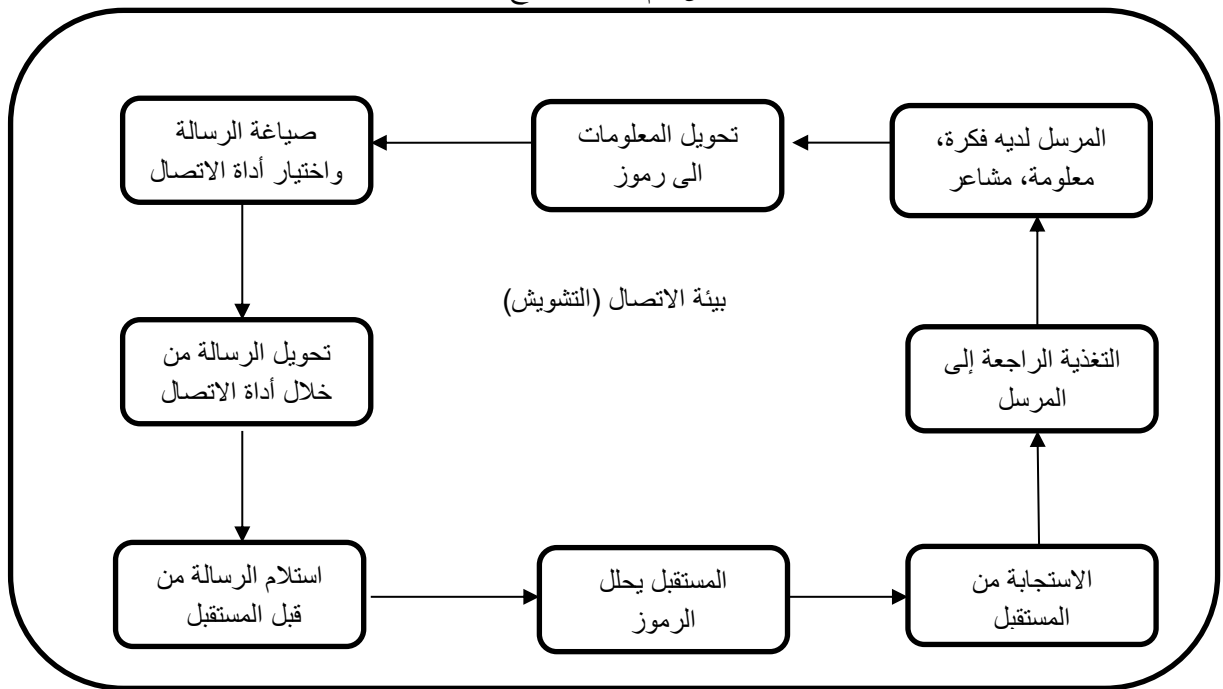 المرسل لديه فكرة،
معلومة، مشاعر
تحويل المعلومات
الى رموز
صياغة الرسالة
واختيار أداة الاتصال
بيئة الاتصال (التشويش)
تحويل الرسالة من
خلال أداة الاتصال
استلام الرسالة من
قبل المستقبل
المستقبل يحلل
الرموز
الاستجابة من
المستقبل
التغذية الراجعة إلى
المرسل